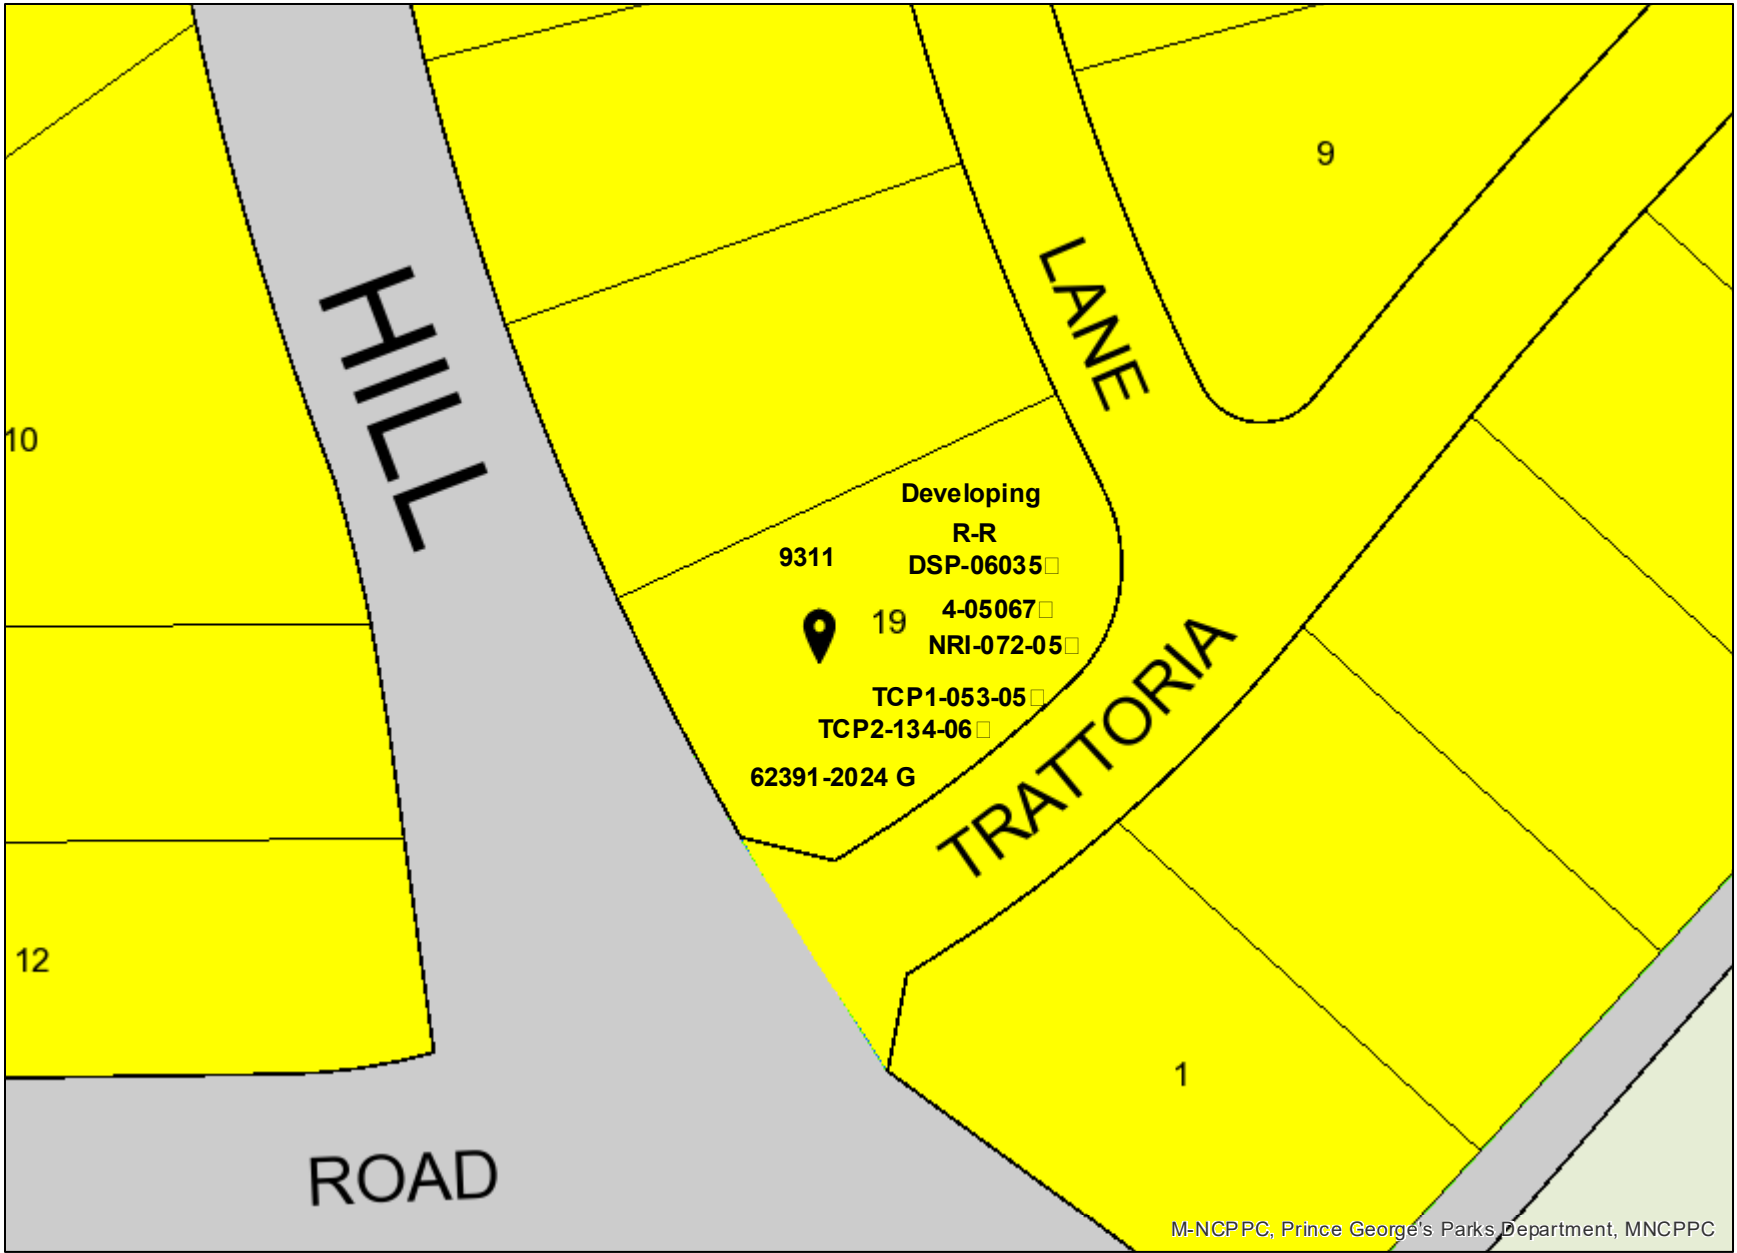 9
LANE
HILL
10
Developing
R-R
9311
DSP-06035
19
4-05067
NRI-072-05
TCP1-053-05
TCP2-134-06
62391-2024 G
TRATTORIA
12
1
ROAD
M-NCPPC, Prince George's Parks Department, MNCPPC